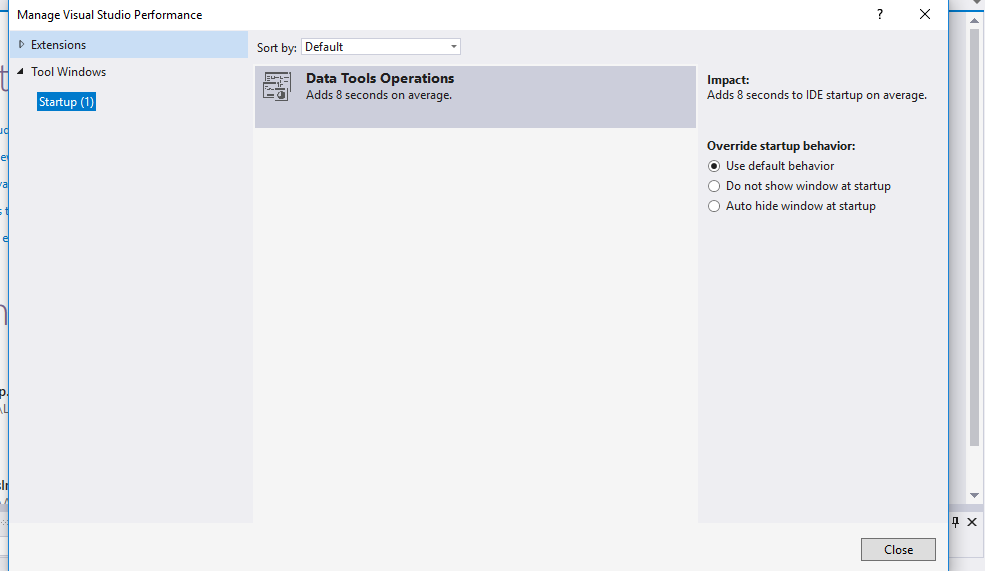 Manage Visual Studio Performance
?
Extensions
Tool Windows
Startup (1)
Sort by: Default
Data Tools Operations
Adds 8 seconds on average.
Impact:
Adds 8 seconds to IDE startup on average.
Override startup behavior:
Use default behavior
Do not show window at startup
Auto hide window at startup
Close